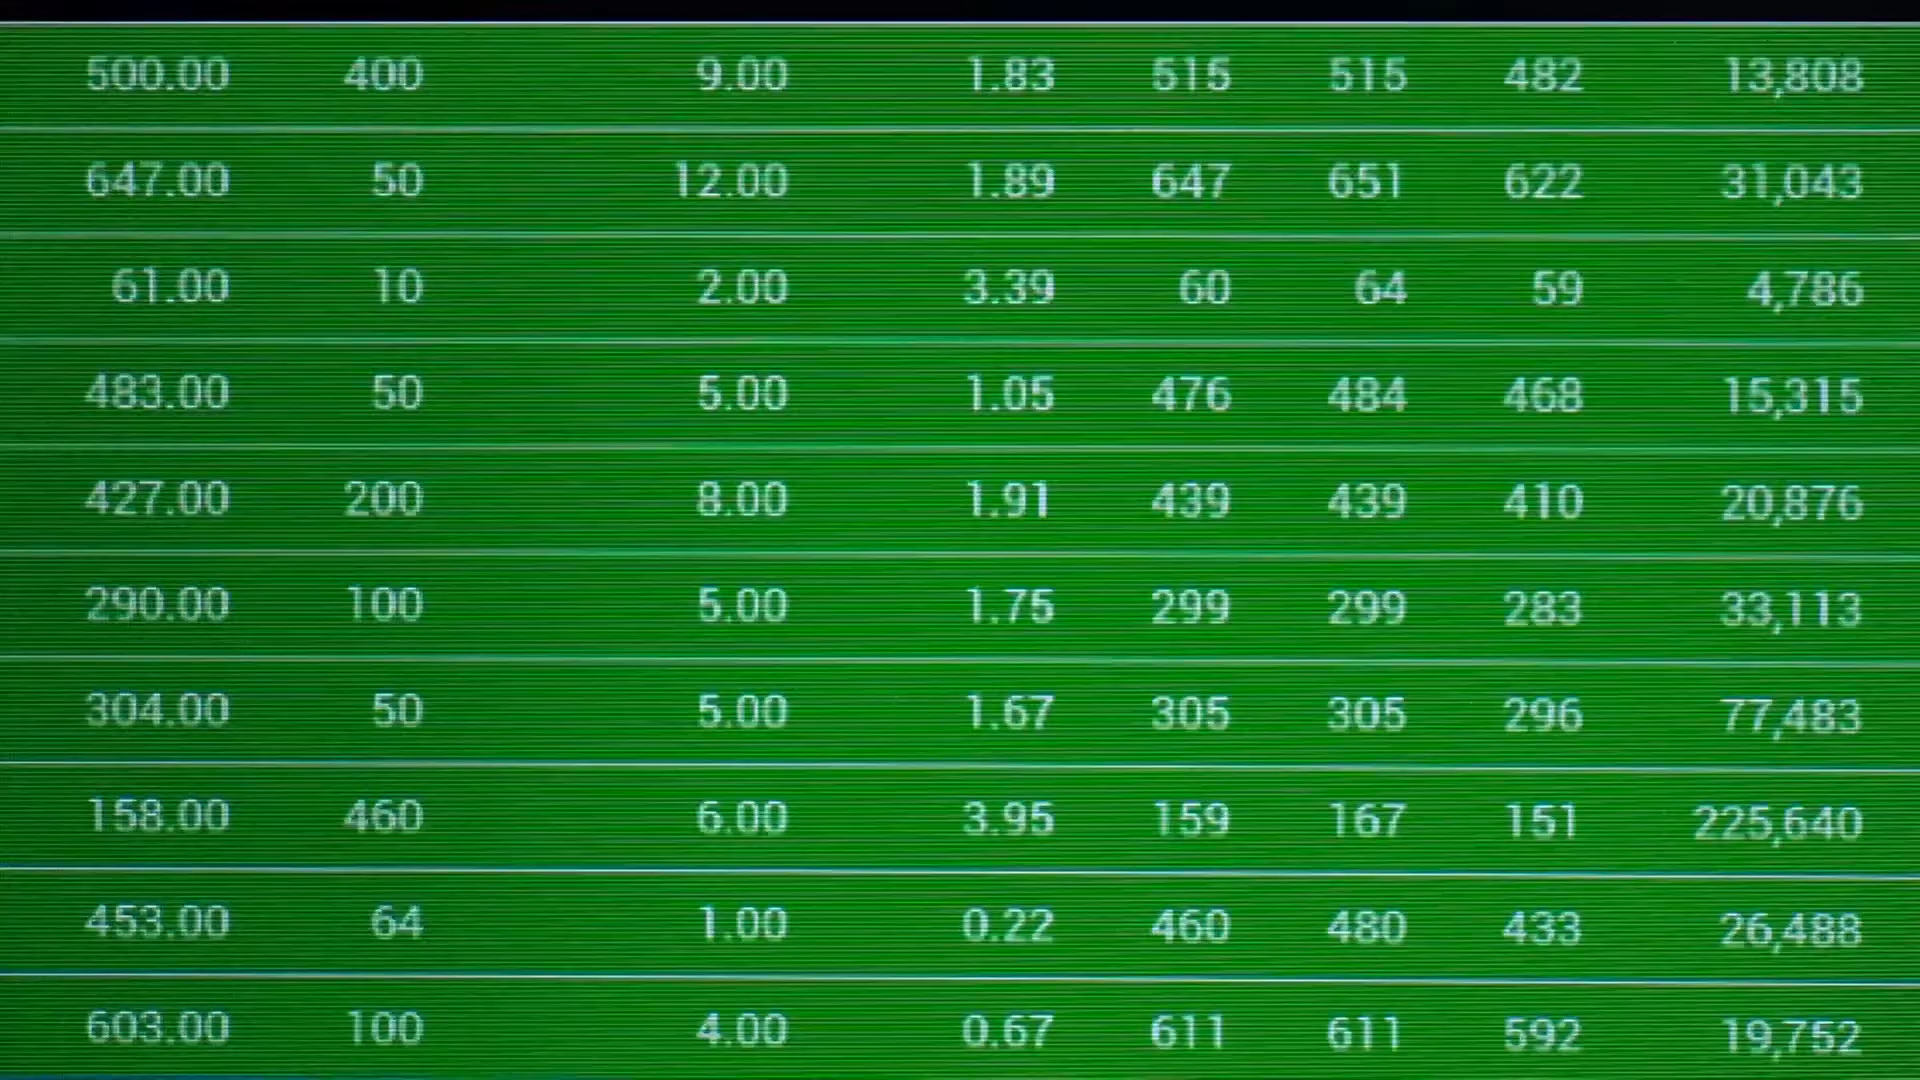 500.00 400 9.00 1.83 515 515 482 13,808
647.00 50 12.00 1.89 647 651 622 31,043
61.00 10 2.00 3.39 60 64 59 4,786
483.00 50 5.00 1.05 476 484 468 15,315
427.00 200 8.00 1.91 439 439 410 20,876
290.00 100 5.00 1.75 299 299 283 33,113
304.00 50 5.00 1.67 305 305 296 77,483
158.00 460 6.00 3.95 159 167 151 225,640
453.00 64 1.00 0.22 460 480 433 26,488
603.00 100 4.00 0.67 611 611 592 19,752